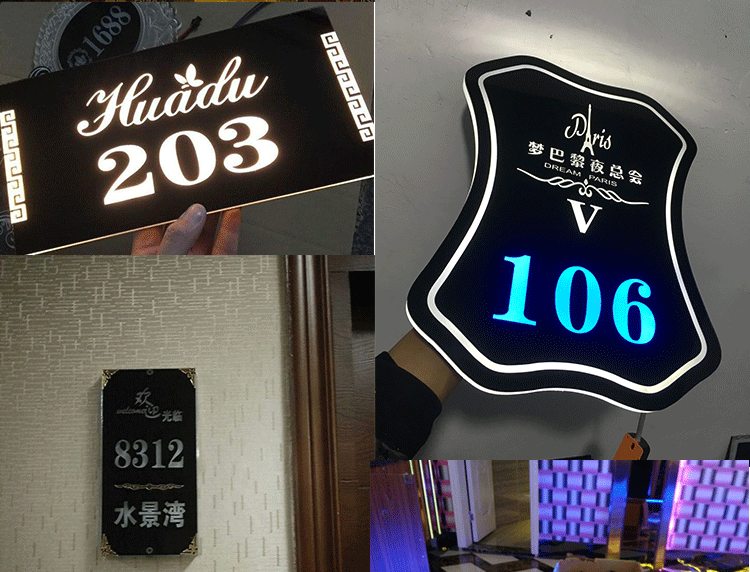 1688
Huadu
203
Paris
梦巴黎夜总会
DREAM PARIS
V
106
欢迎
welcome
光临
8312
水景湾